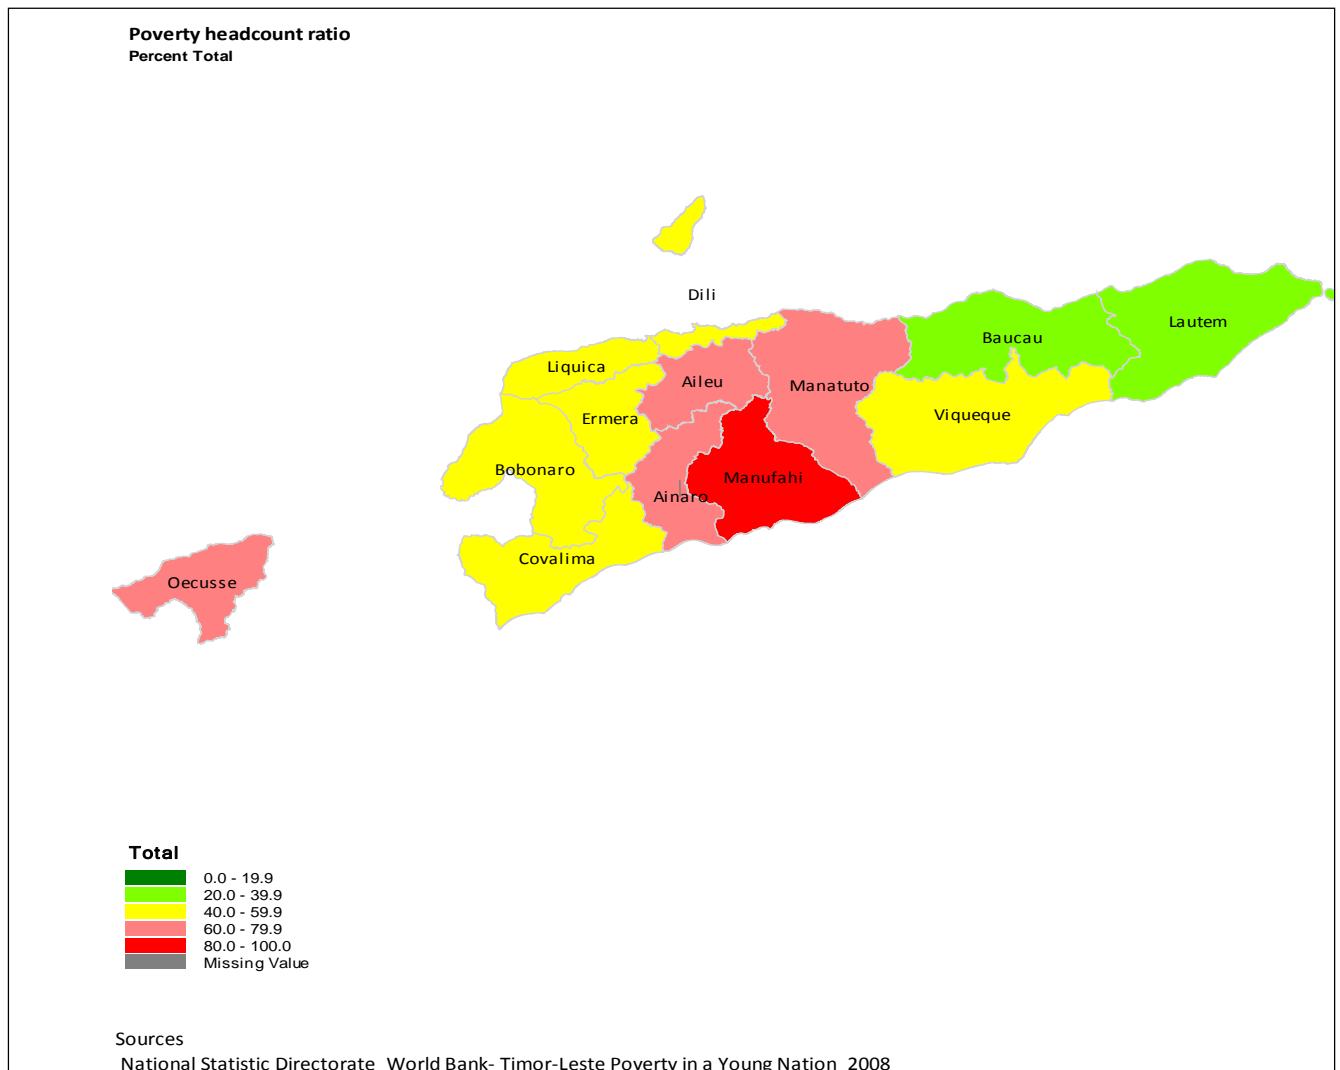 Poverty headcount ratio
Percent Total
Dili
Lautem
Baucau
Liquica
Aileu
Manatuto
Viqueque
Ermera
Bobonaro
Manufahi
Ainaro
Covalima
Oecusse
Total
0.0 - 19.9
20.0 - 39.9
40.0 - 59.9
60.0 - 79.9
80.0 - 100.0
Missing Value
Sources
National Statistic Directorate World Bank- Timor-Leste Poverty in a Young Nation 2008